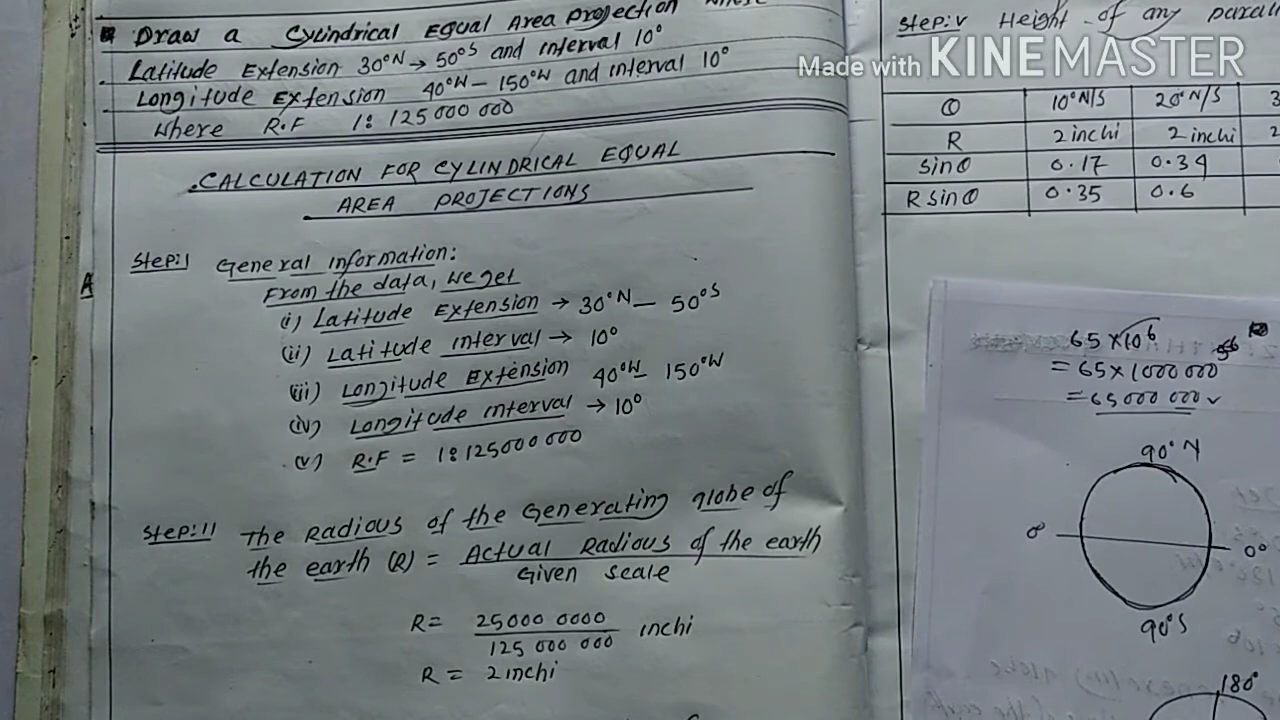 Draw a Cylindrical Equal Area Projection
Latitude Extension 30°N → 50°S and interval 10°
Longitude Extension 40°W - 150°W and interval 10°
Where R.F 1: 125000 000
CALCULATION FOR CYLINDRICAL EQUAL
AREA PROJECTIONS
A
Step:1 General information:
From the data, we get
(i) Latitude Extension → 30°N - 50°S
(ii) Latitude interval → 10°
(iii) Longitude Extension 40°W - 150°W
(iv) Longitude interval → 10°
(v) R.F = 1: 125000 000
Step:11 The Radious of the Generating globe of
the earth (R) = Actual Radious of the earth
Given scale
R= 25000 0000 inchi
125 000 000
R = 2 inchi
Step:V Height of any
Made with KINEMASTER
Θ 10°N/S 20°N/S
R 2 inchi 2 inchi
Sinθ 0.17 0.34
R sinθ 0.35 0.6
65 × 10⁶
= 65 × 1000 000
= 65000 000
90° N
0° 0°
90°S
180°